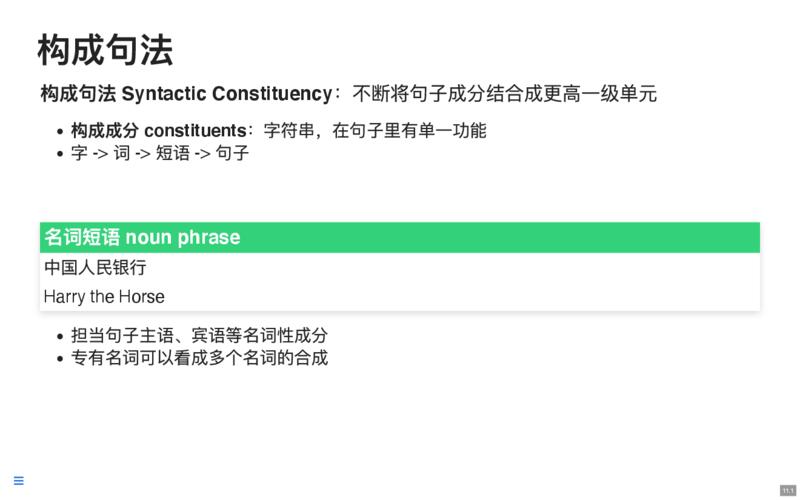 构成句法
构成句法 Syntactic Constituency：不断将句子成分结合成更高一级单元
• 构成成分 constituents：字符串，在句子里有单一功能
• 字 -> 词 -> 短语 -> 句子
名词短语 noun phrase
中国人民银行
Harry the Horse
• 担当句子主语、宾语等名词性成分
• 专有名词可以看成多个名词的合成
11.1